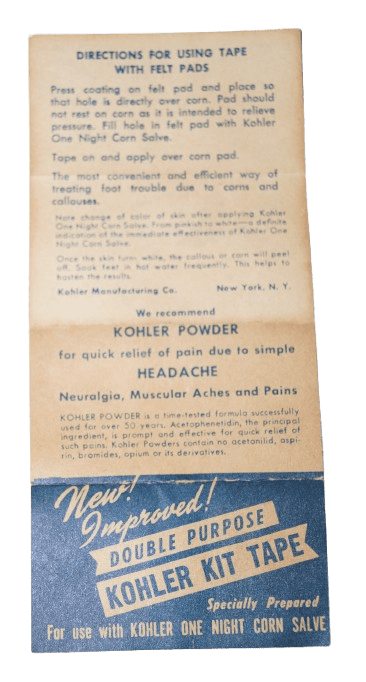 DIRECTIONS FOR USING TAPE
WITH FELT PADS
Press coating on felt pad and place so
that hole is directly over corn. Pad should
not rest on corn as it is intended to relieve
pressure. Fill hole in felt pad with Kohler
One Night Corn Salve.
Tape on and apply over corn pad.
The most convenient and efficient way of
treating foot trouble due to corns and
callouses.
Note change of color of skin after applying Kohler
One Night Corn Salve. From pinkish to white—a definite
indication of the immediate effectiveness of Kohler One
Night Corn Salve.
Once the skin turns white, the callous or corn will peel
off. Soak feet in hot water frequently. This helps to
hasten the results.
Kohler Manufacturing Co. New York, N. Y.
We recommend
KOHLER POWDER
for quick relief of pain due to simple
HEADACHE
Neuralgia, Muscular Aches and Pains
KOHLER POWDER is a time-tested formula successfully
used for over 50 years. Acetophenetidin, the principal
ingredient, is prompt and effective for quick relief of
such pains. Kohler Powders contain no acetanilid, aspi-
rin, bromides, opium or its derivatives.
New!
Improved!
DOUBLE PURPOSE
KOHLER KIT TAPE
Specially Prepared
For use with KOHLER ONE NIGHT CORN SALVE